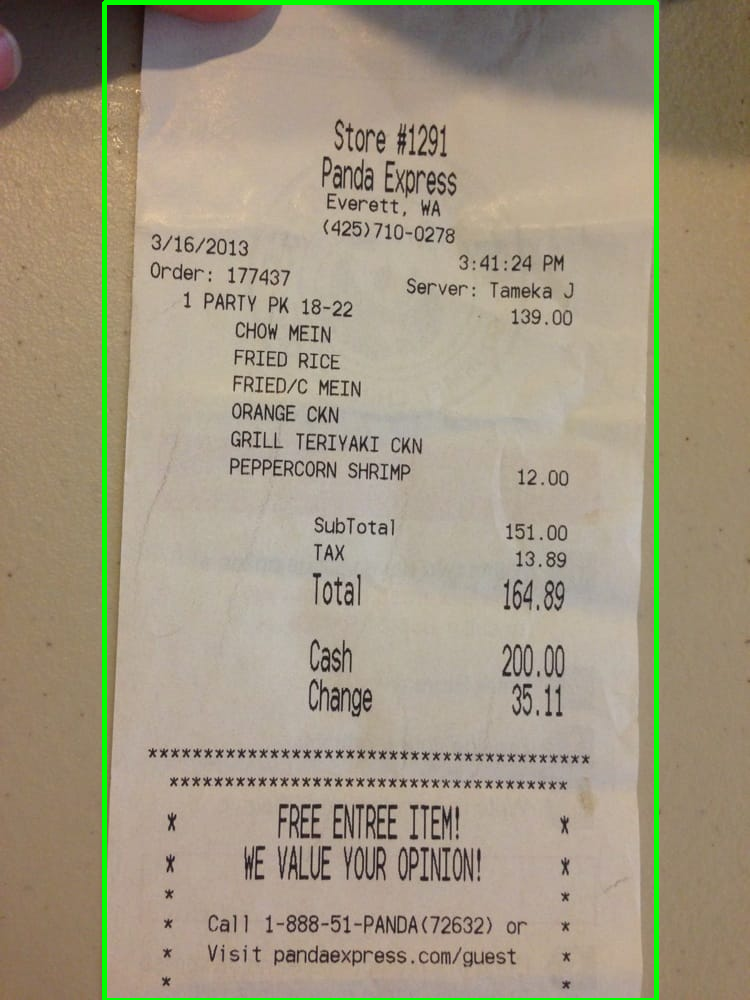 Store #1291
Panda Express
Everett, WA
(425)710-0278
3/16/2013 3:41:24 PM
Order: 177437 Server: Tameka J
1 PARTY PK 18-22 139.00
CHOW MEIN
FRIED RICE
FRIED/C MEIN
ORANGE CKN
GRILL TERIYAKI CKN
PEPPERCORN SHRIMP 12.00
SubTotal 151.00
TAX 13.89
Total 164.89
Cash 200.00
Change 35.11
****************************************
*************************************
* FREE ENTREE ITEM! *
* WE VALUE YOUR OPINION! *
* *
* Call 1-888-51-PANDA(72632) or *
* Visit pandaexpress.com/guest *
* *